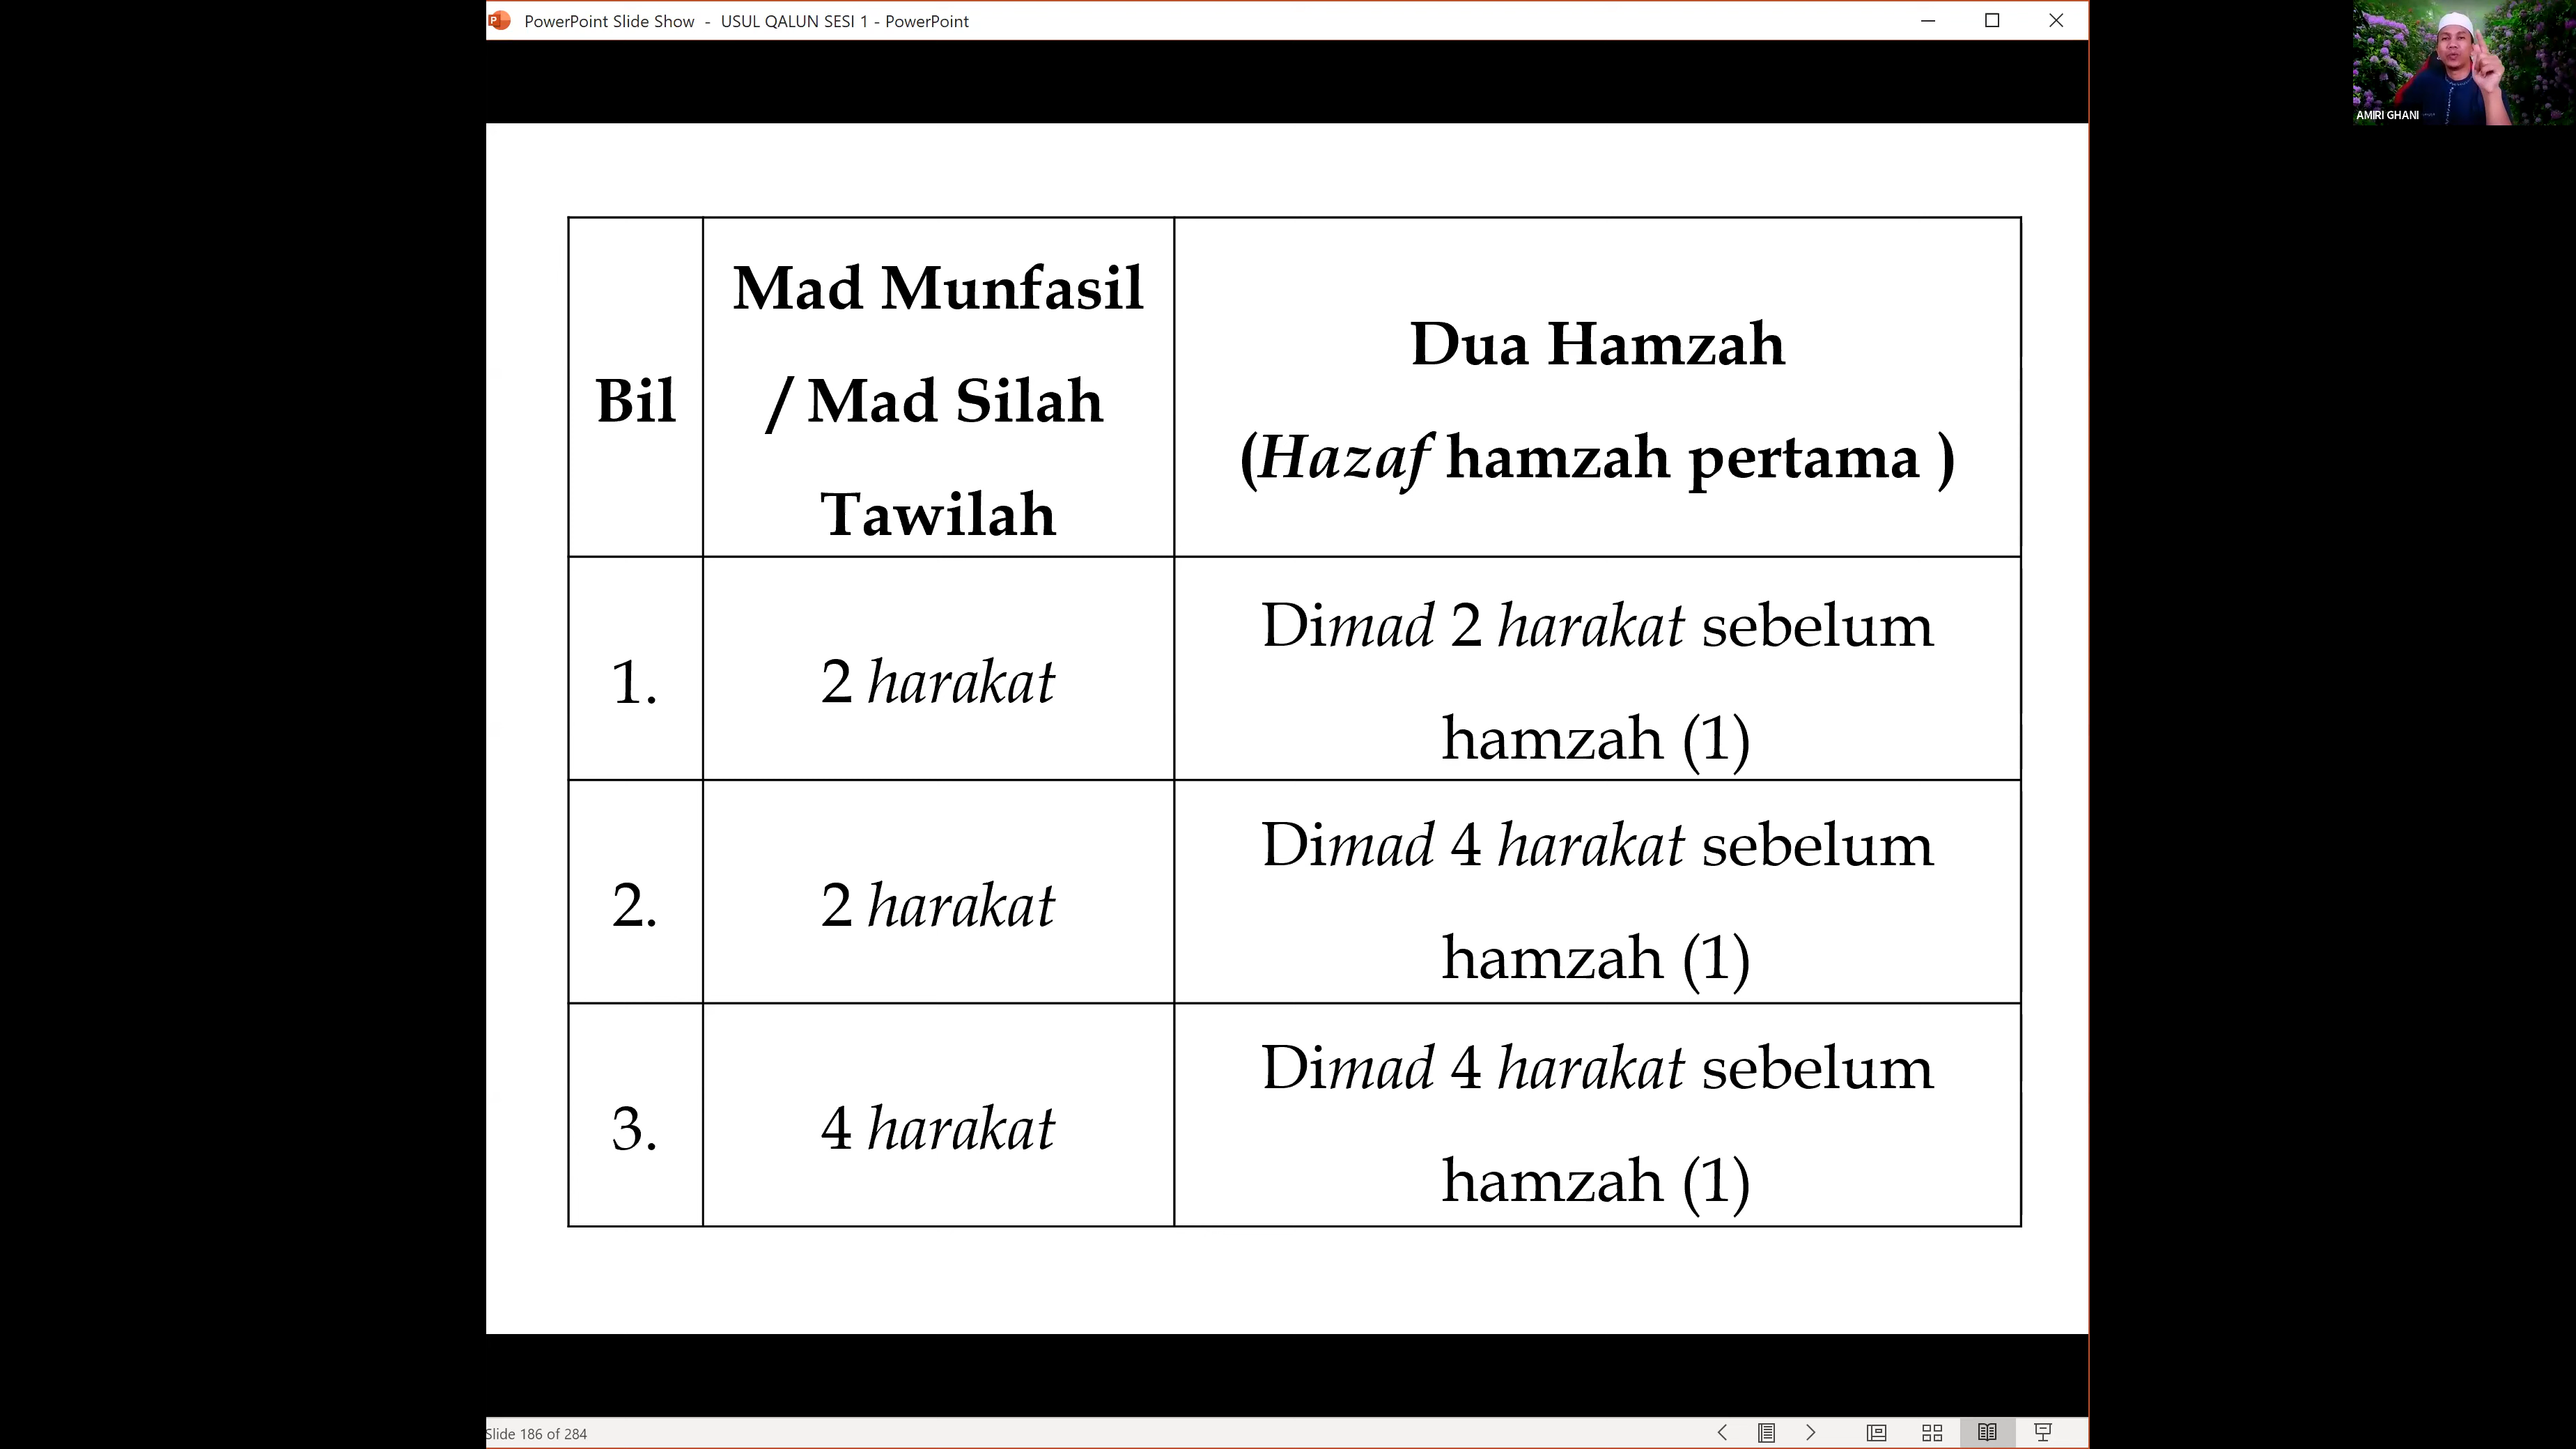 PowerPoint Slide Show - USUL QALUN SESI 1 - PowerPoint
AMIRI GHANI
Bil
Mad Munfasil
/ Mad Silah
Tawilah
Dua Hamzah
(Hazaf hamzah pertama )
1.
2 harakat
Dimad 2 harakat sebelum
hamzah (1)
2.
2 harakat
Dimad 4 harakat sebelum
hamzah (1)
3.
4 harakat
Dimad 4 harakat sebelum
hamzah (1)
Slide 186 of 284